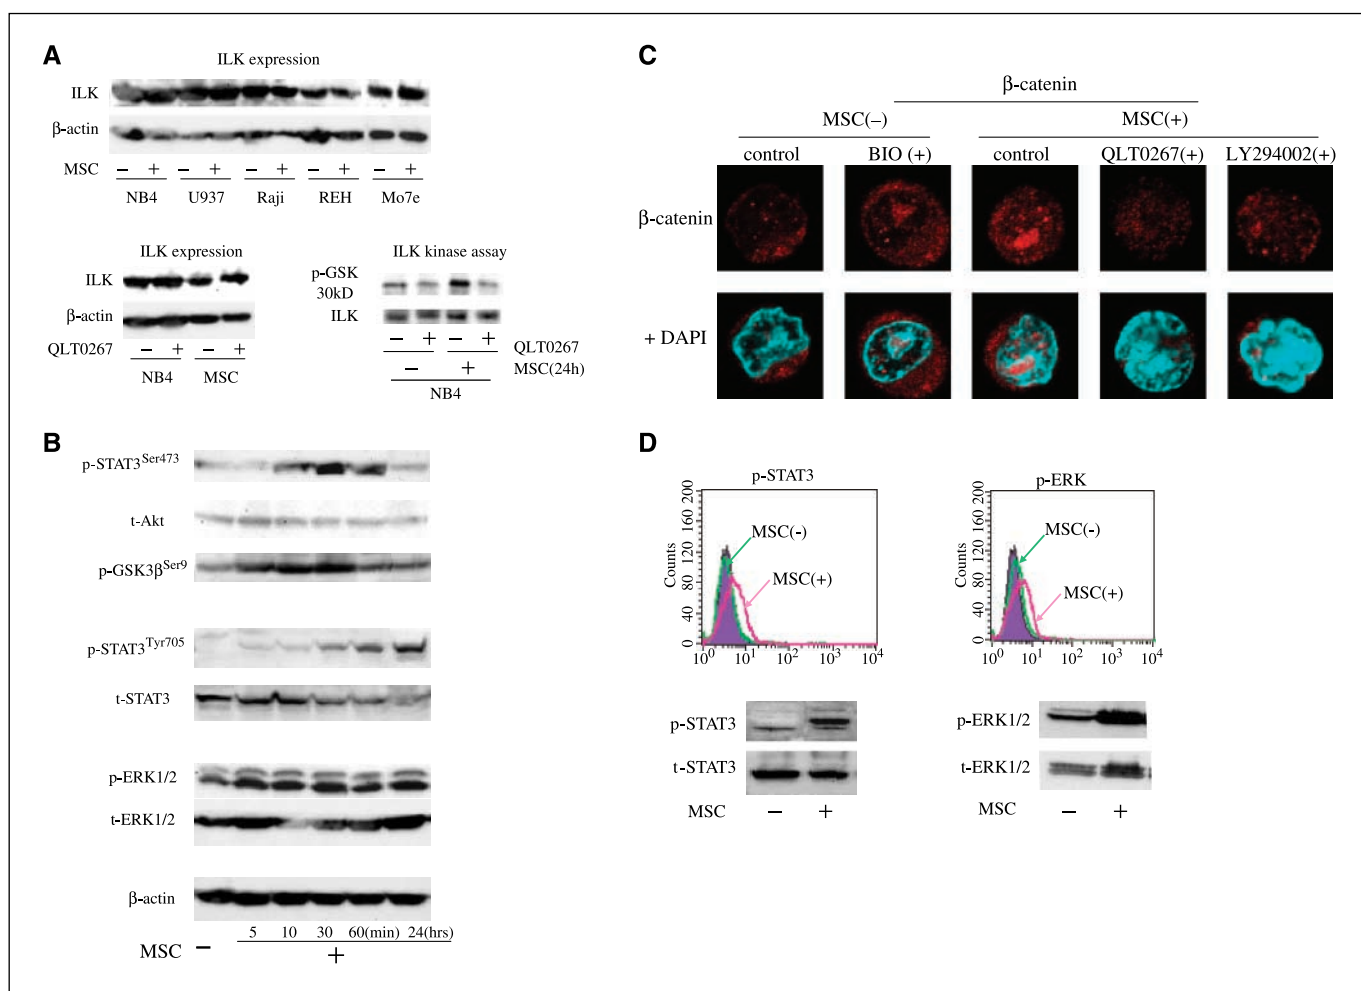 A
ILK expression
ILK
β-actin
MSC − + − + − + − + − +
NB4 U937 Raji REH Mo7e
ILK expression
ILK
β-actin
QLT0267 − + − +
NB4 MSC
ILK kinase assay
p-GSK
30kD
ILK
− + − + QLT0267
− + MSC(24h)
NB4
B
p-STAT3Ser473
t-Akt
p-GSK3βSer9
p-STAT3Tyr705
t-STAT3
p-ERK1/2
t-ERK1/2
β-actin
5 10 30 60(min) 24(hrs)
MSC − +
C
β-catenin
MSC(−) MSC(+)
control BIO (+) control QLT0267(+) LY294002(+)
β-catenin
+ DAPI
D
p-STAT3
Counts
200
160
120
80
40
0
MSC(-)
MSC(+)
100 101 102 103 104
p-STAT3
t-STAT3
MSC − +
p-ERK
Counts
200
160
120
80
40
0
MSC(-)
MSC(+)
100 101 102 103 104
p-ERK1/2
t-ERK1/2
MSC − +